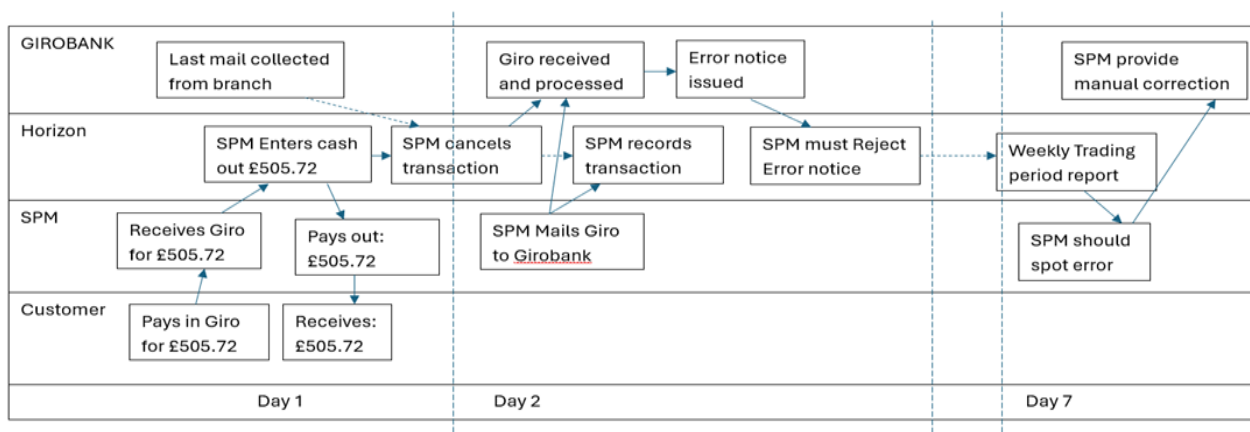 GIROBANK
Last mail collected
from branch
Giro received
and processed
Error notice
issued
SPM provide
manual correction
Horizon
SPM Enters cash
out £505.72
SPM cancels
transaction
SPM records
transaction
SPM must Reject
Error notice
Weekly Trading
period report
SPM
Receives Giro
for £505.72
Pays out:
£505.72
SPM Mails Giro
to Girobank
SPM should
spot error
Customer
Pays in Giro
for £505.72
Receives:
£505.72
Day 1
Day 2
Day 7